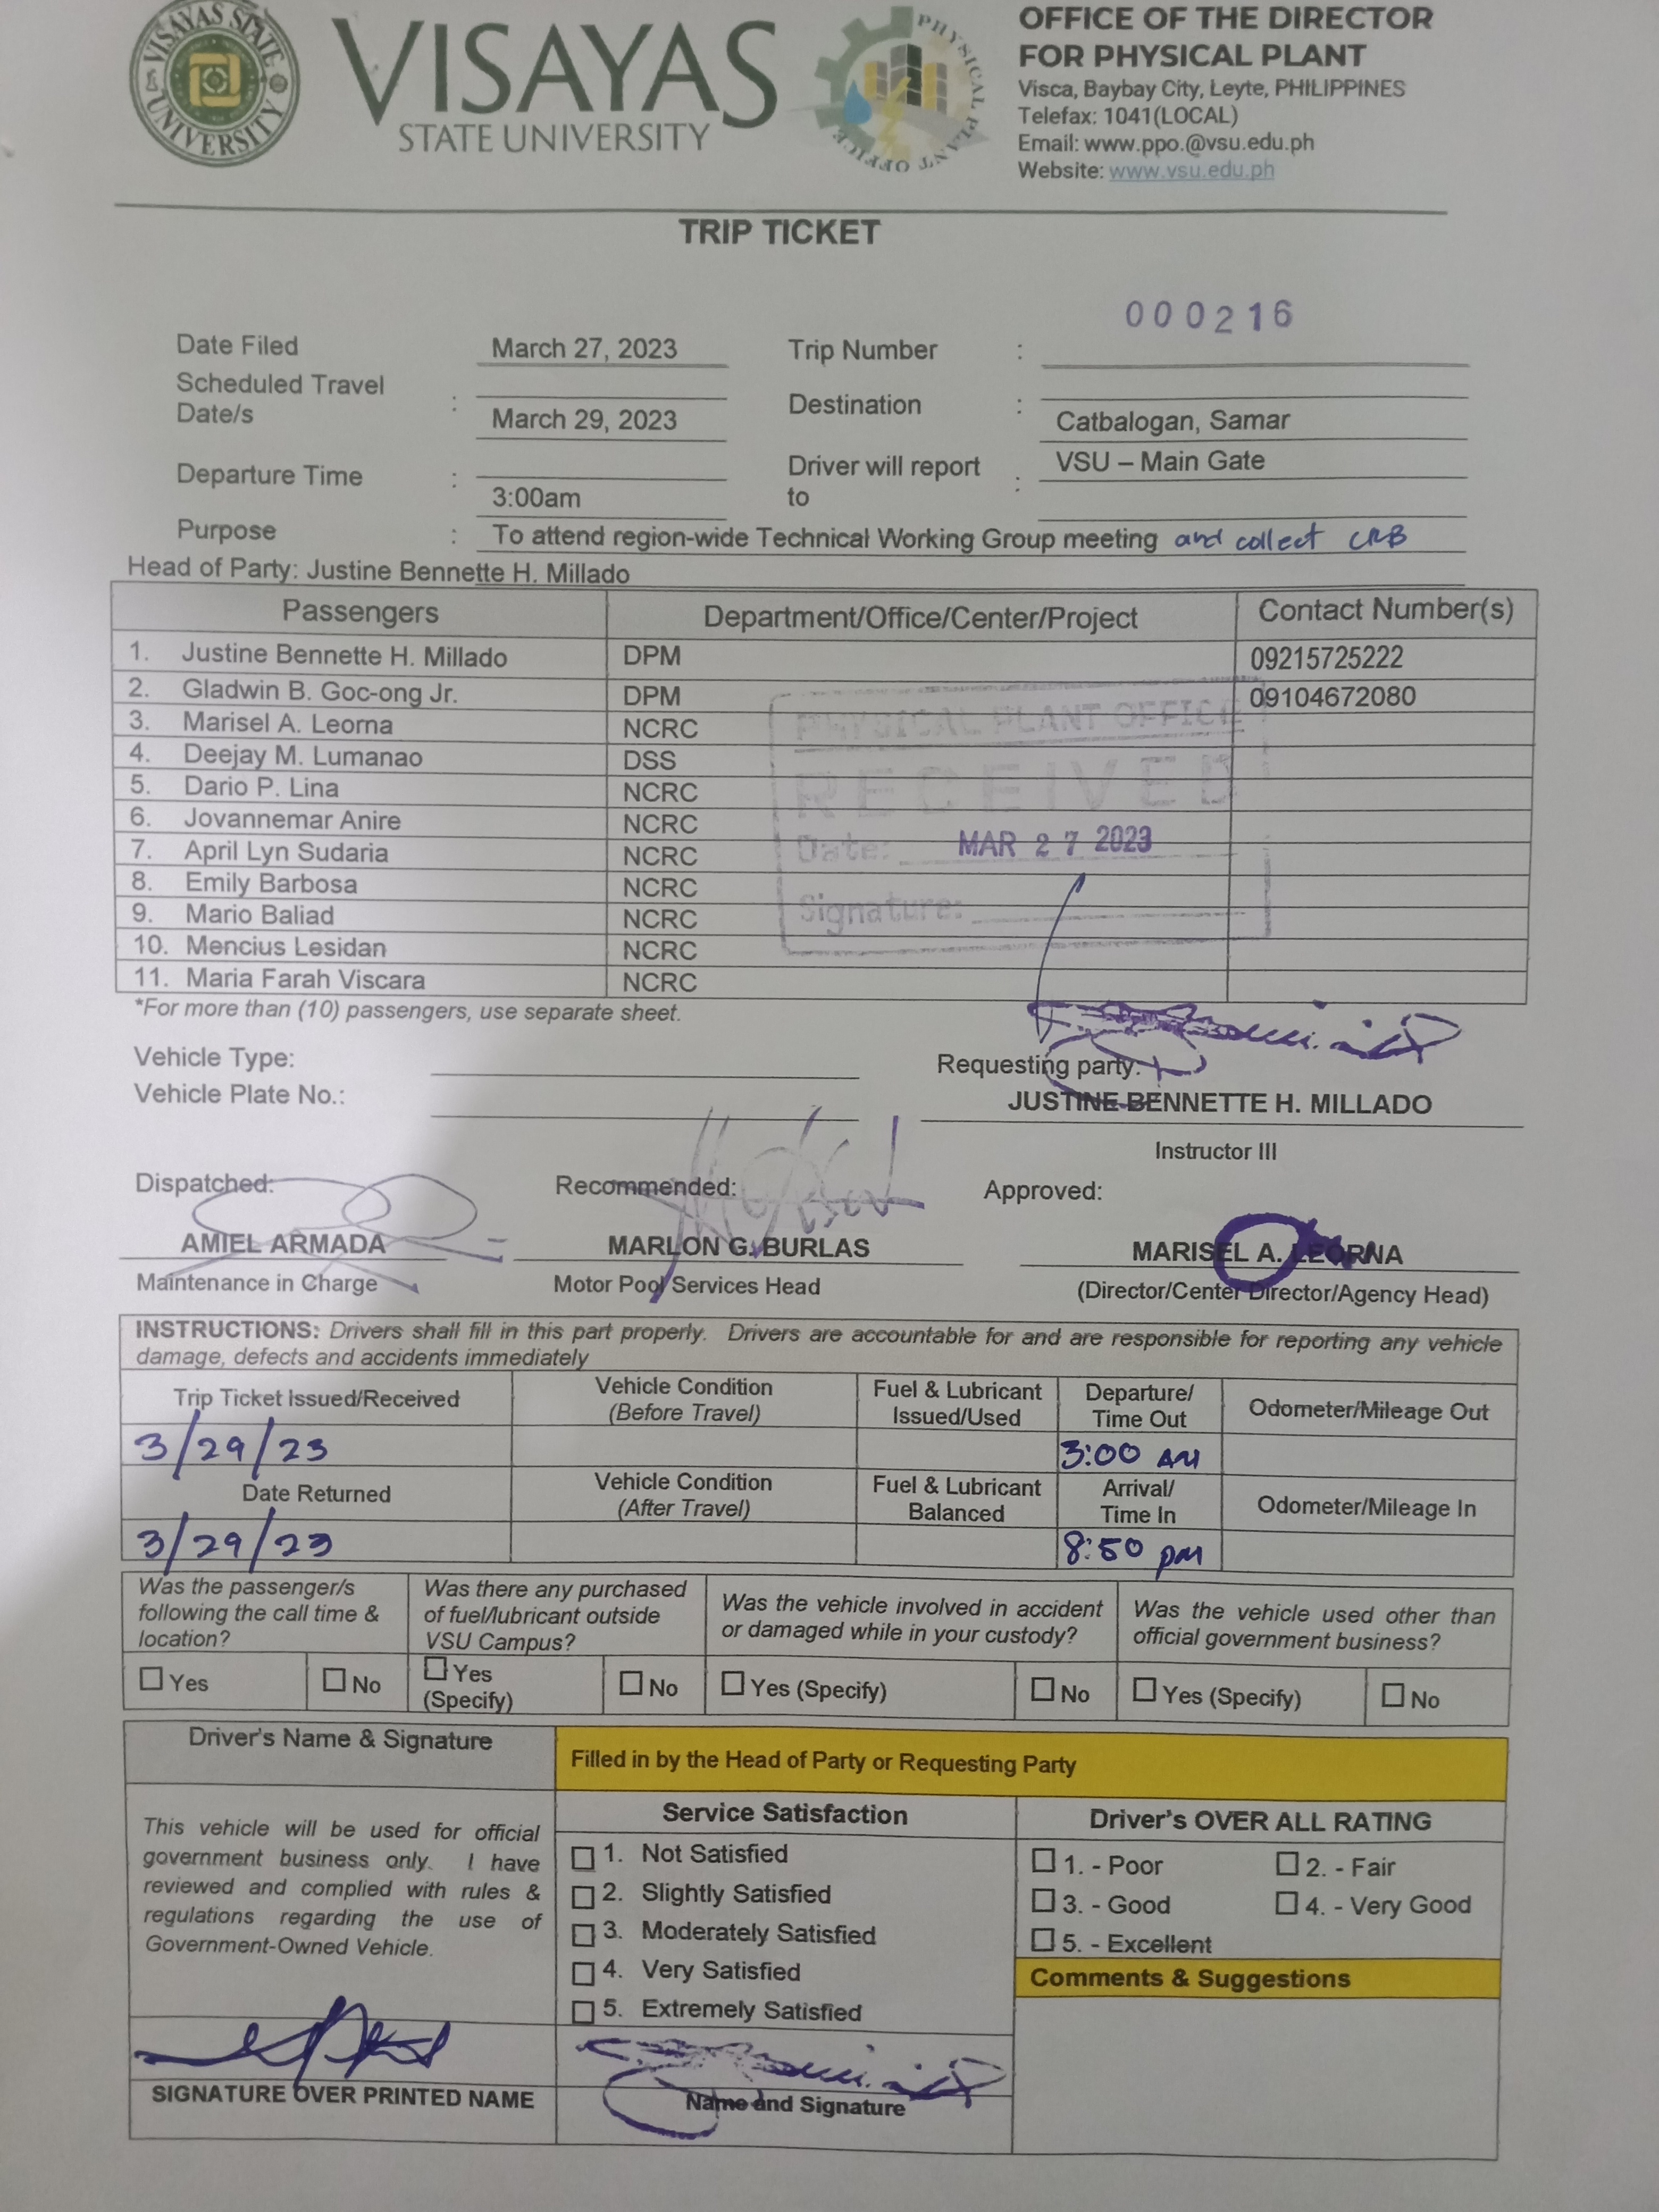 VISAYAS STATE UNIVERSITY
VISAYAS
STATE UNIVERSITY
PHYSICAL PLANT OFFICE
OFFICE OF THE DIRECTOR
FOR PHYSICAL PLANT
Visca, Baybay City, Leyte, PHILIPPINES
Telefax: 1041(LOCAL)
Email: www.ppo.@vsu.edu.ph
Website: www.vsu.edu.ph
TRIP TICKET
000216
Date Filed March 27, 2023 Trip Number :
Scheduled Travel
Date/s : March 29, 2023 Destination : Catbalogan, Samar
Departure Time : 3:00am Driver will report to : VSU – Main Gate
Purpose : To attend region-wide Technical Working Group meeting and collect CRB
Head of Party: Justine Bennette H. Millado
Passengers Department/Office/Center/Project Contact Number(s)
1. Justine Bennette H. Millado DPM 09215725222
2. Gladwin B. Goc-ong Jr. DPM 09104672080
3. Marisel A. Leorna NCRC
4. Deejay M. Lumanao DSS
5. Dario P. Lina NCRC
6. Jovannemar Anire NCRC
7. April Lyn Sudaria NCRC
8. Emily Barbosa NCRC
9. Mario Baliad NCRC
10. Mencius Lesidan NCRC
11. Maria Farah Viscara NCRC
PHYSICAL PLANT OFFICE
RECEIVED
Date: MAR 27 2023
Signature:
*For more than (10) passengers, use separate sheet.
Vehicle Type:
Vehicle Plate No.:
Requesting party:
JUSTINE BENNETTE H. MILLADO
Instructor III
Dispatched: Recommended: Approved:
AMIEL ARMADA MARLON G. BURLAS MARISEL A. LEORNA
Maintenance in Charge Motor Pool Services Head (Director/Center Director/Agency Head)
INSTRUCTIONS: Drivers shall fill in this part properly. Drivers are accountable for and are responsible for reporting any vehicle
damage, defects and accidents immediately
Trip Ticket Issued/Received Vehicle Condition (Before Travel) Fuel & Lubricant Issued/Used Departure/ Time Out Odometer/Mileage Out
3/29/23 3:00 AM
Date Returned Vehicle Condition (After Travel) Fuel & Lubricant Balanced Arrival/ Time In Odometer/Mileage In
3/29/23 8:50 pm
Was the passenger/s following the call time & location?
Was there any purchased of fuel/lubricant outside VSU Campus?
Was the vehicle involved in accident or damaged while in your custody?
Was the vehicle used other than official government business?
Yes No Yes (Specify) No Yes (Specify) No Yes (Specify) No
Driver's Name & Signature
Filled in by the Head of Party or Requesting Party
This vehicle will be used for official
government business only. I have
reviewed and complied with rules &
regulations regarding the use of
Government-Owned Vehicle.
SIGNATURE OVER PRINTED NAME
Service Satisfaction
1. Not Satisfied
2. Slightly Satisfied
3. Moderately Satisfied
4. Very Satisfied
5. Extremely Satisfied
Name and Signature
Driver's OVER ALL RATING
1. - Poor 2. - Fair
3. - Good 4. - Very Good
5. - Excellent
Comments & Suggestions